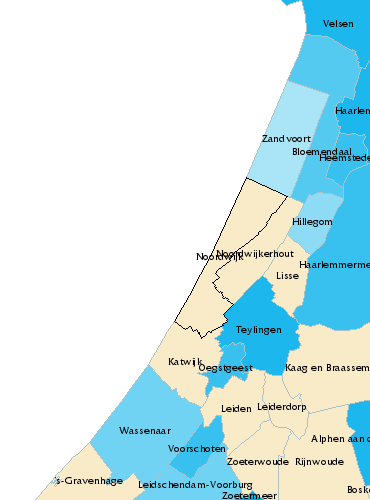 Velsen
Haarlem
Zandvoort
Bloemendaal
Heemstede
Hillegom
Noordwijk
Noordwijkerhout
Haarlemmerme
Lisse
Teylingen
Katwijk
Oegstgeest
Kaag en Braassem
Leiden
Leiderdorp
Wassenaar
Alphen aan d
Voorschoten
Zoeterwoude
Rijnwoude
's-Gravenhage
Leidschendam-Voorburg
Zoetermeer
Bosk